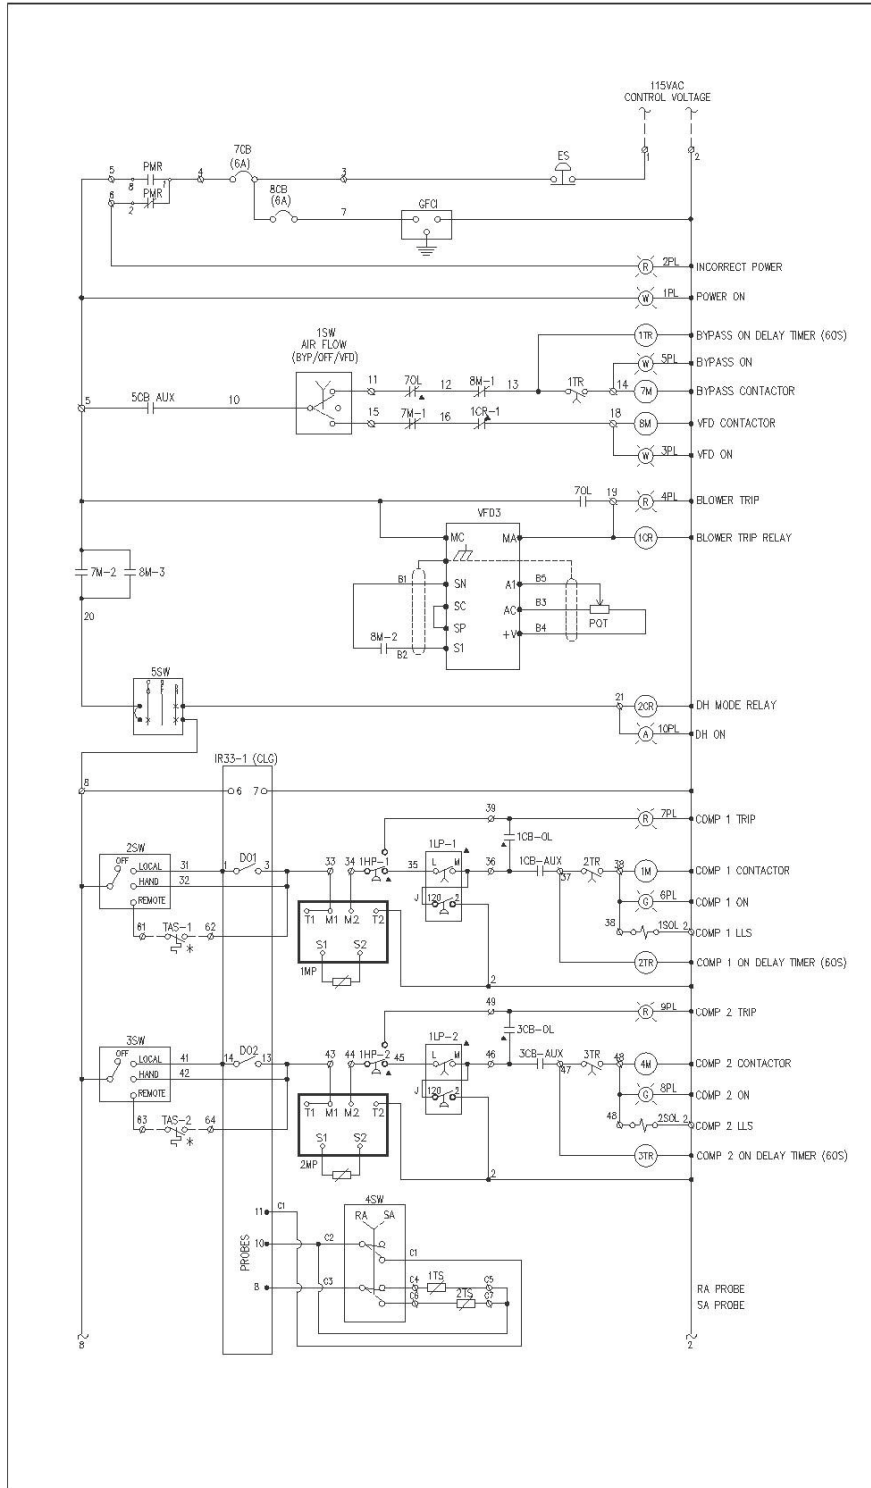 115VAC
CONTROL VOLTAGE
1
2
7CB
(6A)
ES
5
PMR
8
1
4
3
8CB
(6A)
6
PMR
2
7
GFCI
R
2PL
INCORRECT POWER
W
1PL
POWER ON
1SW
AIR FLOW
(BYP/OFF/VFD)
1TR
BYPASS ON DELAY TIMER (60S)
W
5PL
BYPASS ON
11
7OL
12
8M-1
13
1TR
14
7M
BYPASS CONTACTOR
5
5CB AUX
10
15
7M-1
16
1CR-1
18
8M
VFD CONTACTOR
W
3PL
VFD ON
7OL
19
R
4PL
BLOWER TRIP
VFD3
MC
MA
1CR
BLOWER TRIP RELAY
7M-2
8M-3
B1
SN
A1
B5
SC
AC
B3
POT
SP
+V
B4
8M-2
B2
S1
20
5SW
21
2CR
DH MODE RELAY
A
10PL
DH ON
IR33-1 (CLG)
8
6
7
39
R
7PL
COMP 1 TRIP
1CB-OL
2SW
OFF
LOCAL
31
1
DO1
3
33
34
1HP-1
35
1LP-1
L
M
36
1CB-AUX
37
2TR
38
1M
COMP 1 CONTACTOR
HAND
32
REMOTE
J
120
2
G
6PL
COMP 1 ON
61
TAS-1
62
*
T1
M1
M2
T2
S1
S2
1MP
38
1SOL
2
COMP 1 LLS
2TR
COMP 1 ON DELAY TIMER (60S)
2
49
R
9PL
COMP 2 TRIP
3CB-OL
3SW
OFF
LOCAL
41
14
DO2
13
43
44
1HP-2
45
1LP-2
L
M
46
3CB-AUX
47
3TR
48
4M
COMP 2 CONTACTOR
HAND
42
REMOTE
J
120
2
G
8PL
COMP 2 ON
63
TAS-2
64
*
T1
M1
M2
T2
S1
S2
2MP
48
2SOL
2
COMP 2 LLS
3TR
COMP 2 ON DELAY TIMER (60S)
2
PROBES
11
C1
4SW
RA
SA
10
C2
C1
8
C3
C4
1TS
C5
C6
2TS
C7
RA PROBE
SA PROBE
8
2